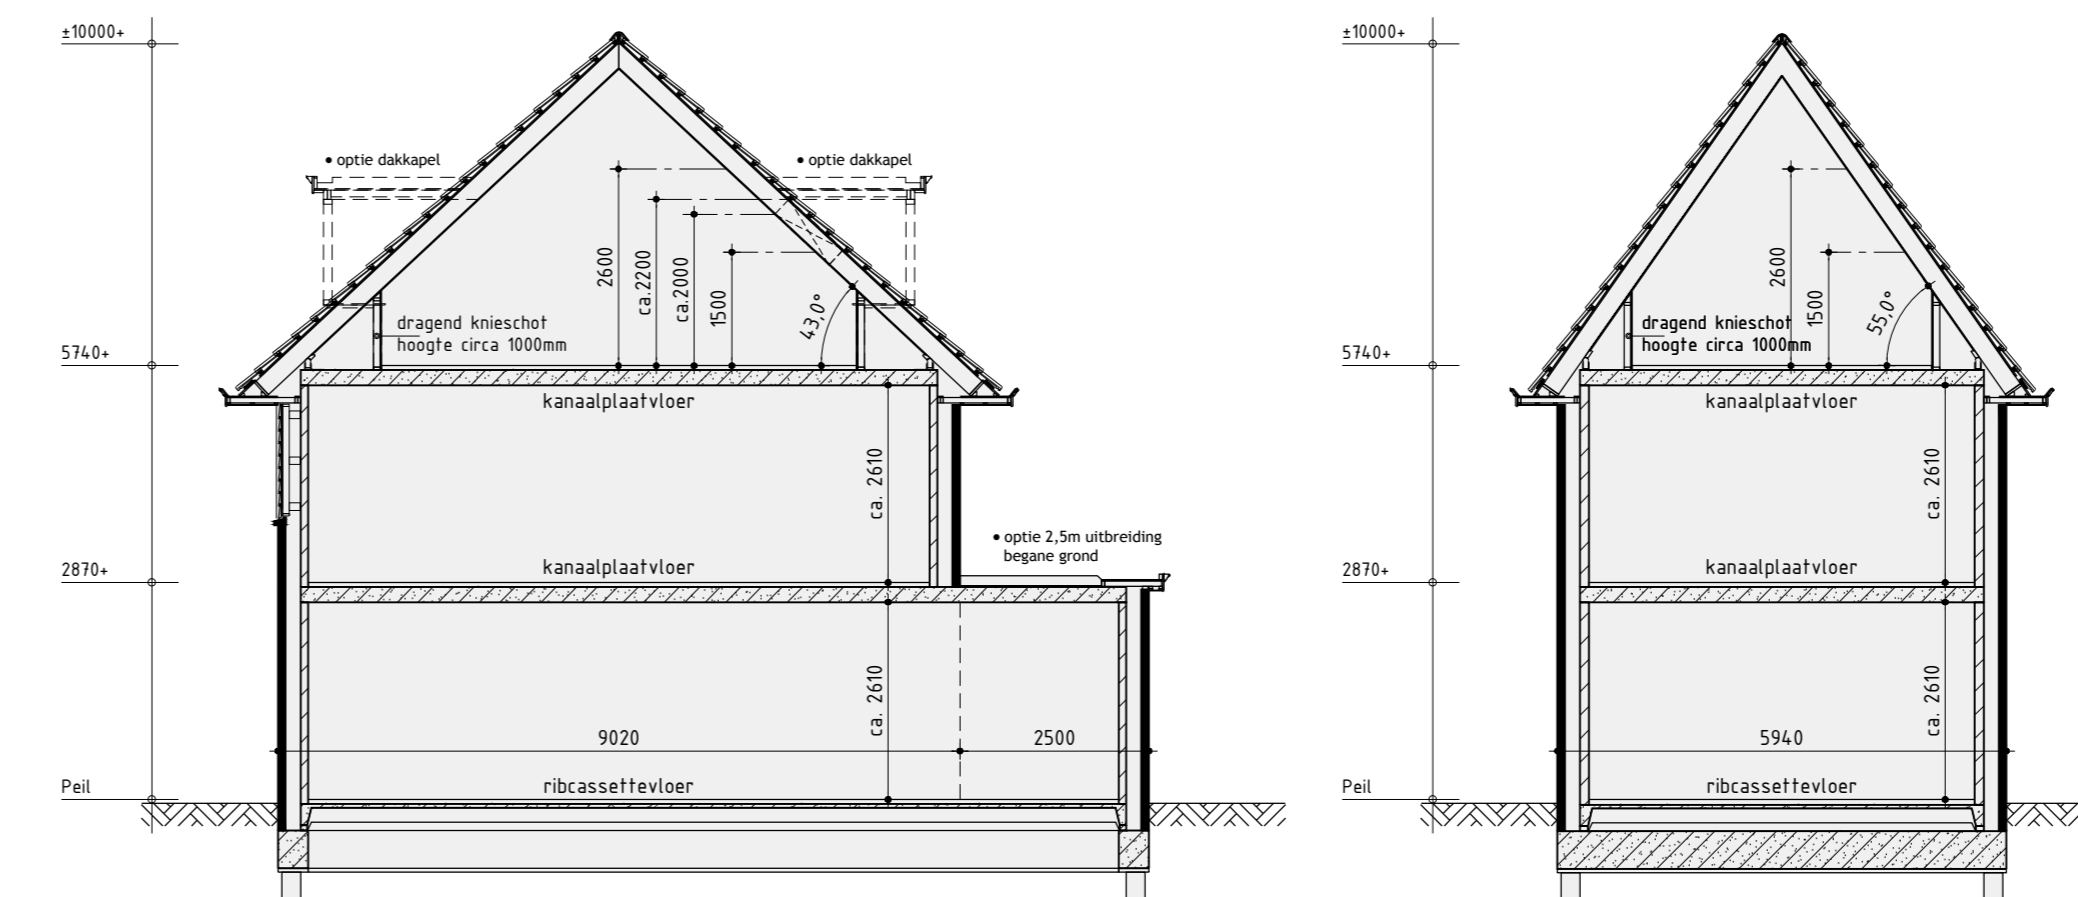 ±10000+
• optie dakkapel
• optie dakkapel
2600
ca.2200
ca.2000
1500
43,0°
dragend knieschot
hoogte circa 1000mm
5740+
kanaalplaatvloer
ca. 2610
• optie 2,5m uitbreiding
begane grond
2870+
kanaalplaatvloer
ca. 2610
9020
2500
Peil
ribcassettevloer
±10000+
2600
1500
55,0°
dragend knieschot
hoogte circa 1000mm
5740+
kanaalplaatvloer
ca. 2610
2870+
kanaalplaatvloer
ca. 2610
5940
Peil
ribcassettevloer